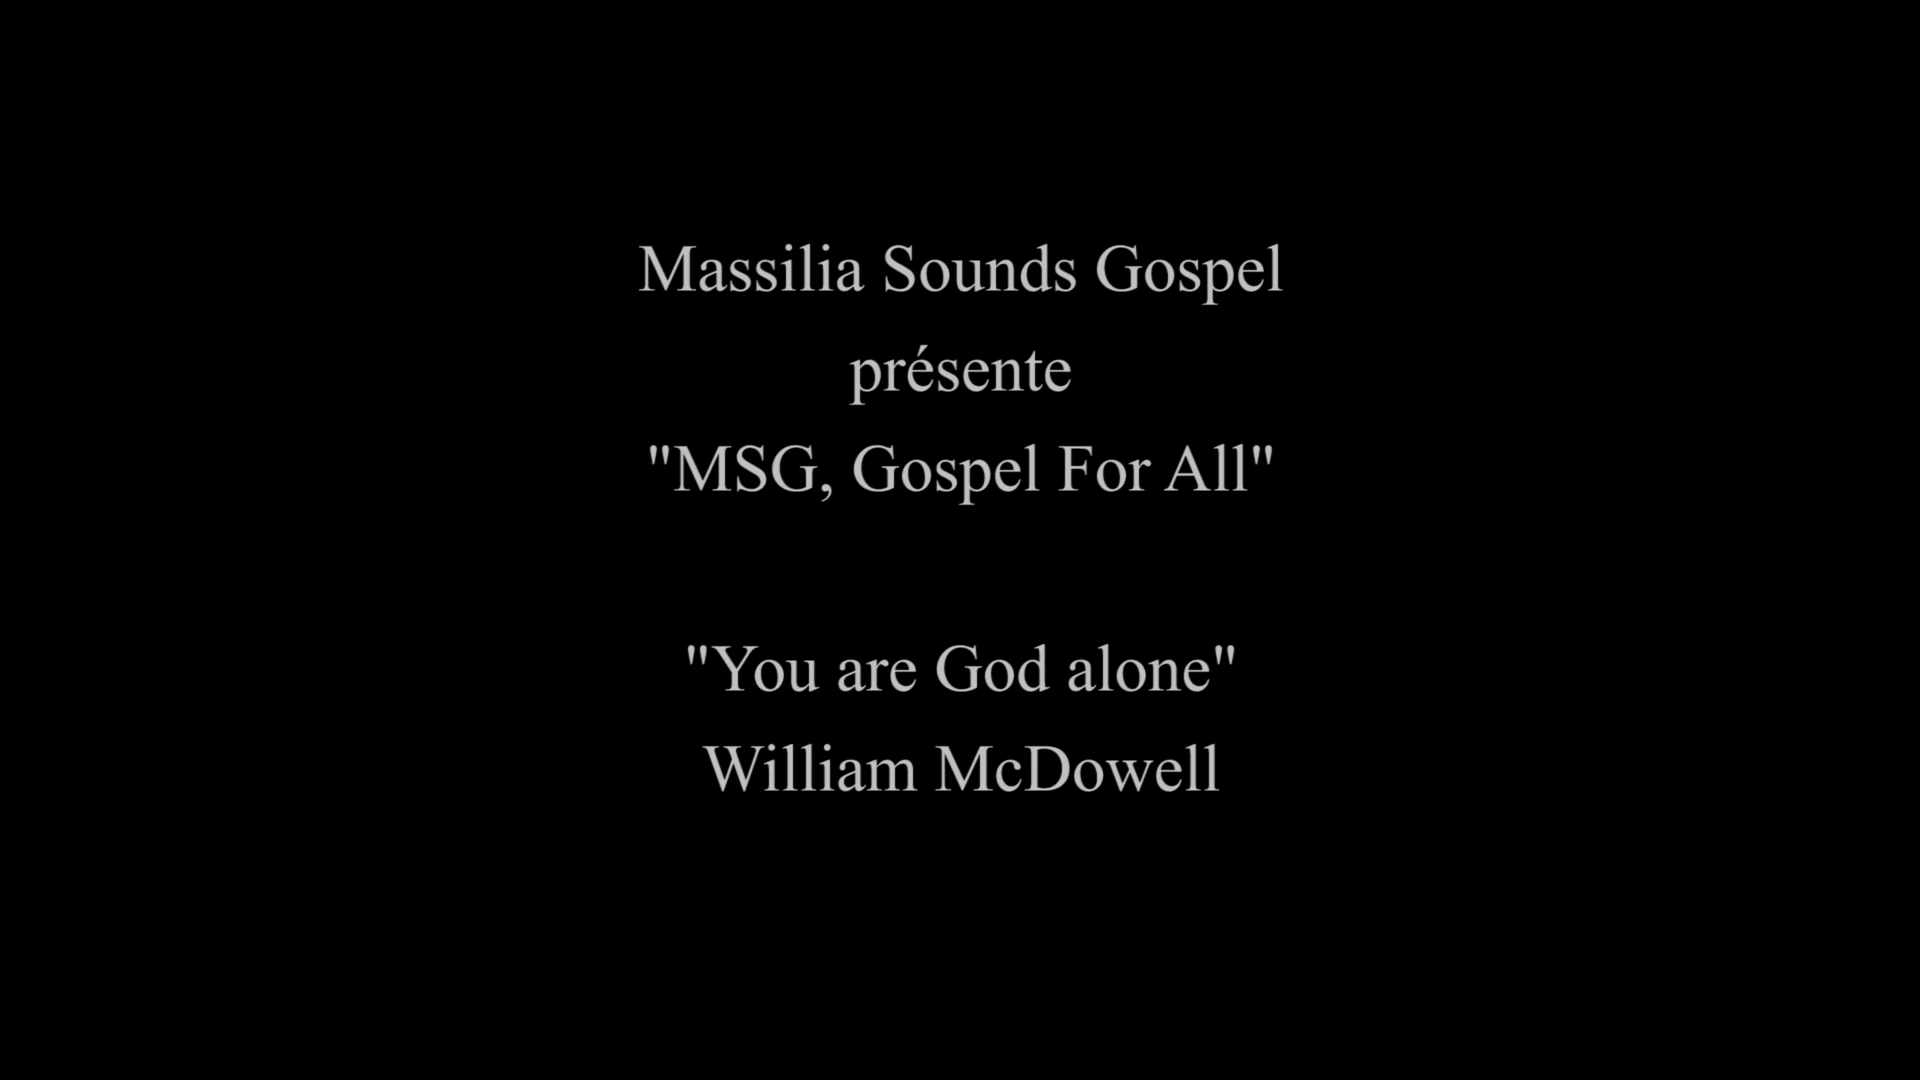 Massilia Sounds Gospel
présente
"MSG, Gospel For All"
"You are God alone"
William McDowell